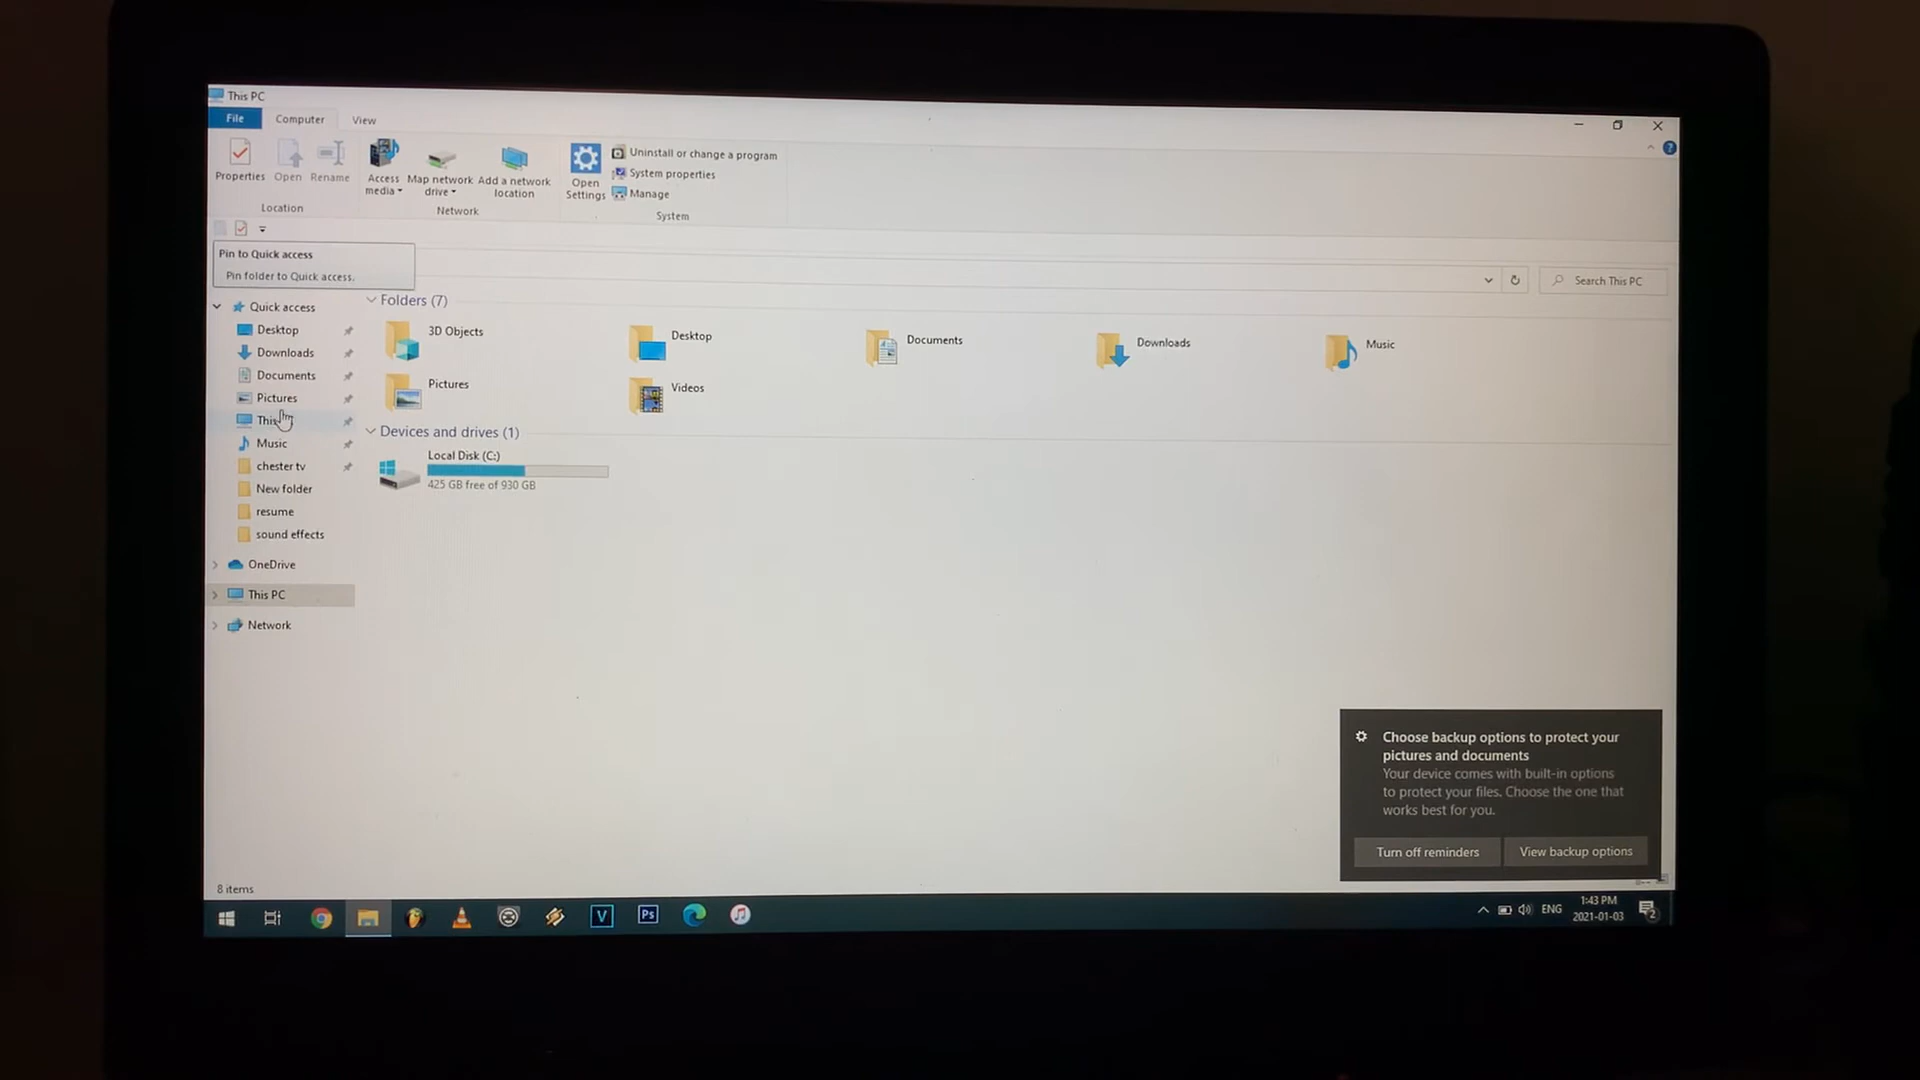 This PC
File Computer View
Properties Open Rename Access media Map network drive Add a network location Open Settings Uninstall or change a program
System properties
Manage
Location Network System
Pin to Quick access
Pin folder to Quick access.
Search This PC
Quick access
Desktop
Downloads
Documents
Pictures
This
Music
chester tv
New folder
resume
sound effects
OneDrive
This PC
Network
Folders (7)
3D Objects
Desktop
Documents
Downloads
Music
Pictures
Videos
Devices and drives (1)
Local Disk (C:)
425 GB free of 930 GB
Choose backup options to protect your
pictures and documents
Your device comes with built-in options
to protect your files. Choose the one that
works best for you.
Turn off reminders View backup options
8 items
V Ps
ENG
1:43 PM
2021-01-03
2